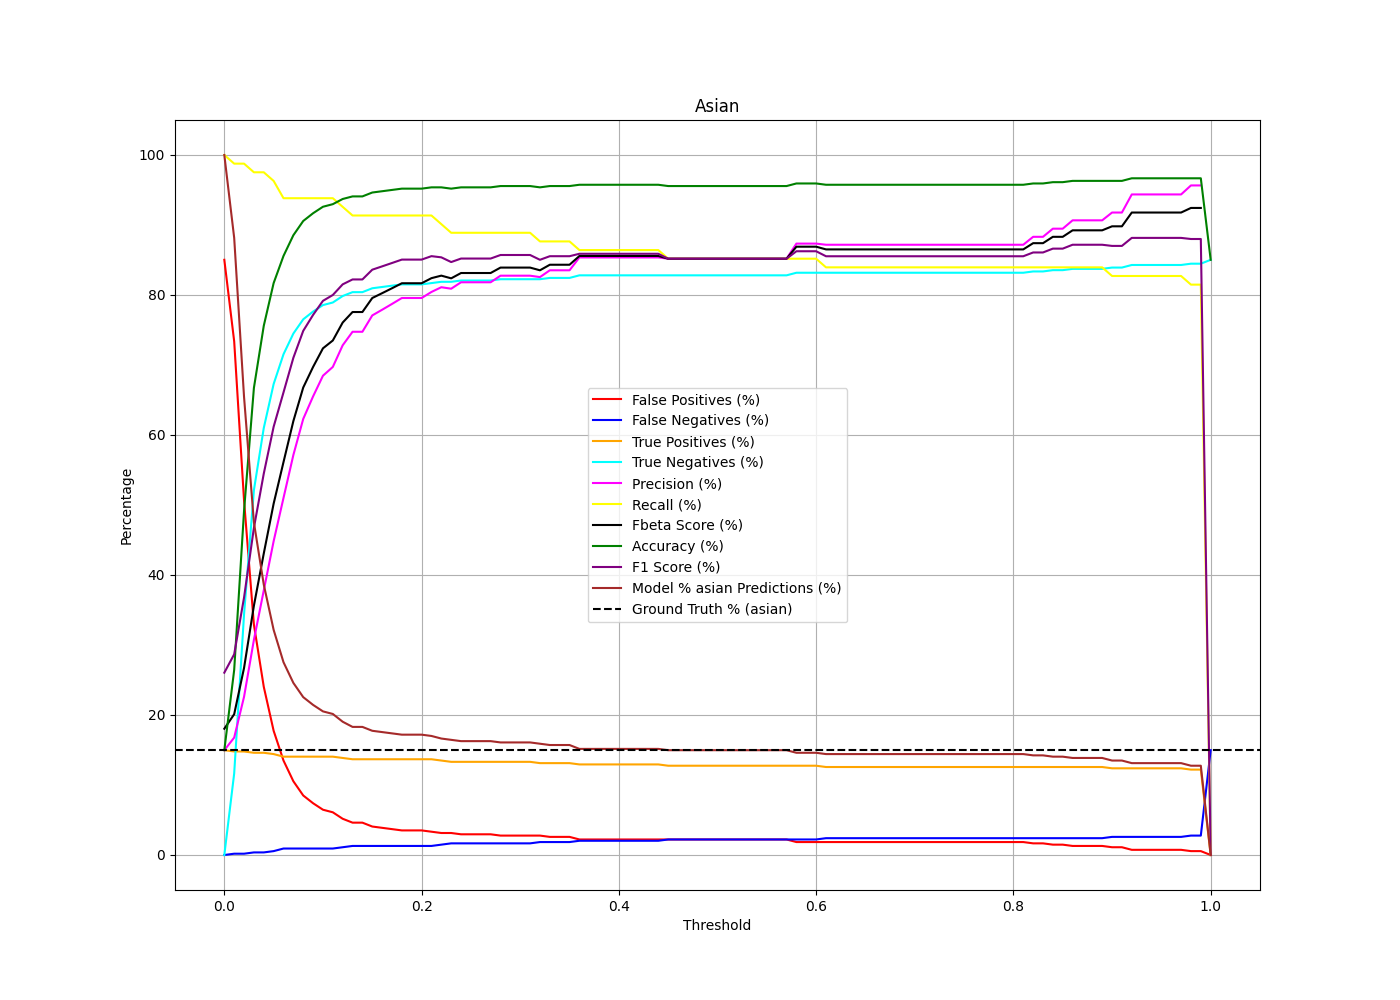 Asian
100
80
60
40
20
0
Percentage
False Positives (%)
False Negatives (%)
True Positives (%)
True Negatives (%)
Precision (%)
Recall (%)
Fbeta Score (%)
Accuracy (%)
F1 Score (%)
Model % asian Predictions (%)
Ground Truth % (asian)
0.0 0.2 0.4 0.6 0.8 1.0
Threshold